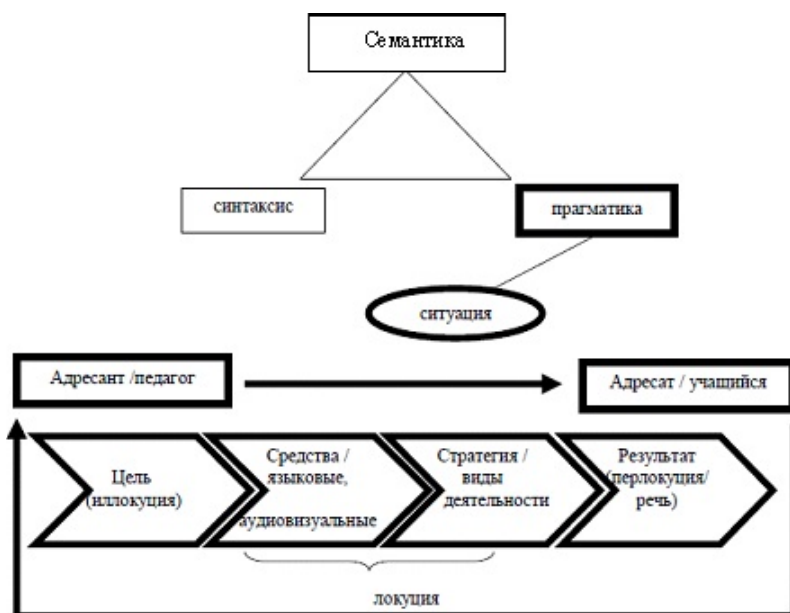 Семантика
синтаксис
прагматика
ситуация
Адресант /педагог
Адресат / учащийся
Цель
(иллокуция)
Средства /
языковые,
аудиовизуальные
Стратегия /
виды
деятельности
Результат
(перлокуция/
речь)
локуция